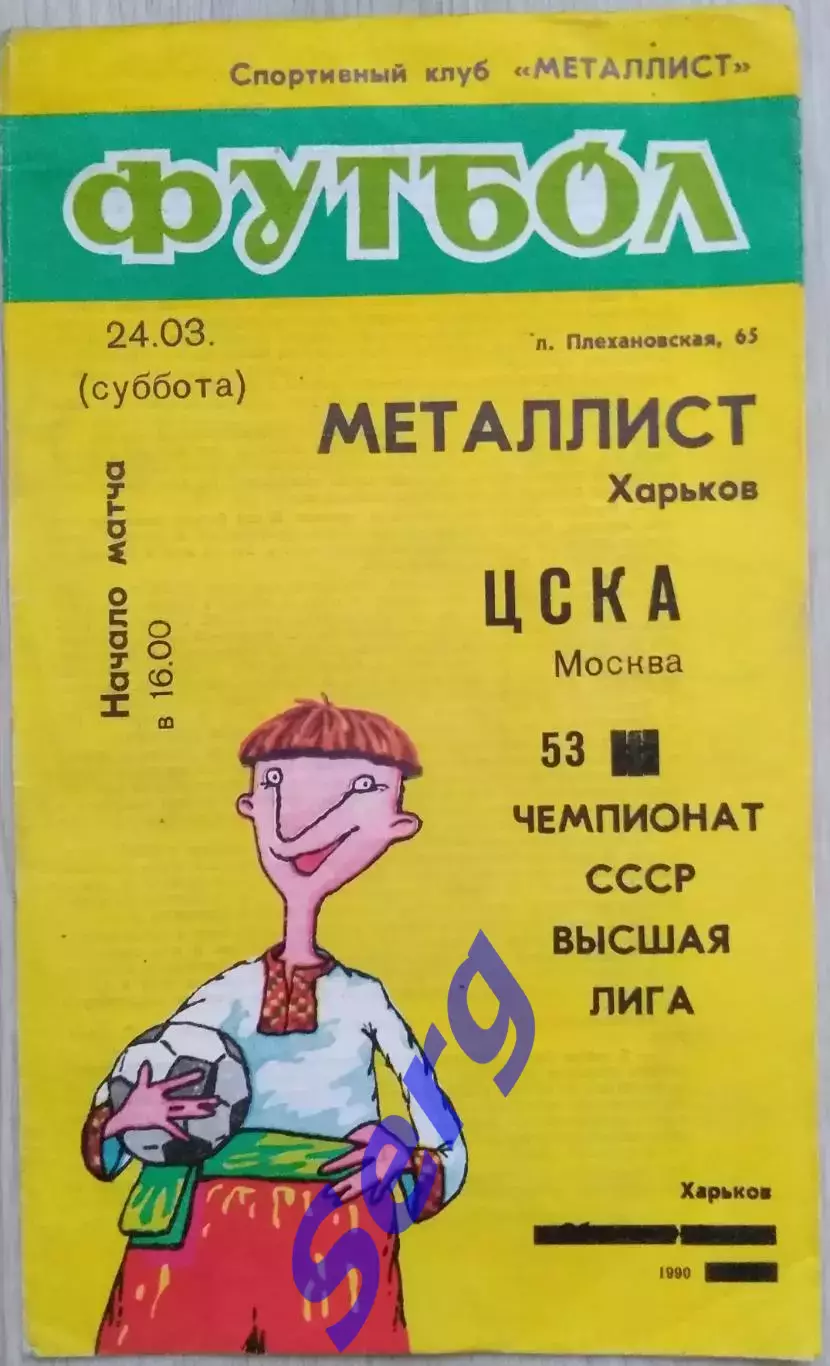 Спортивный клуб «МЕТАЛЛИСТ»
ФУТБОЛ
24.03.
(суббота)
л. Плехановская, 65
МЕТАЛЛИСТ
Харьков
Начало матча
в 16.00
ЦСКА
Москва
53
ЧЕМПИОНАТ
СССР
ВЫСШАЯ
ЛИГА
Serg
Харьков
1990